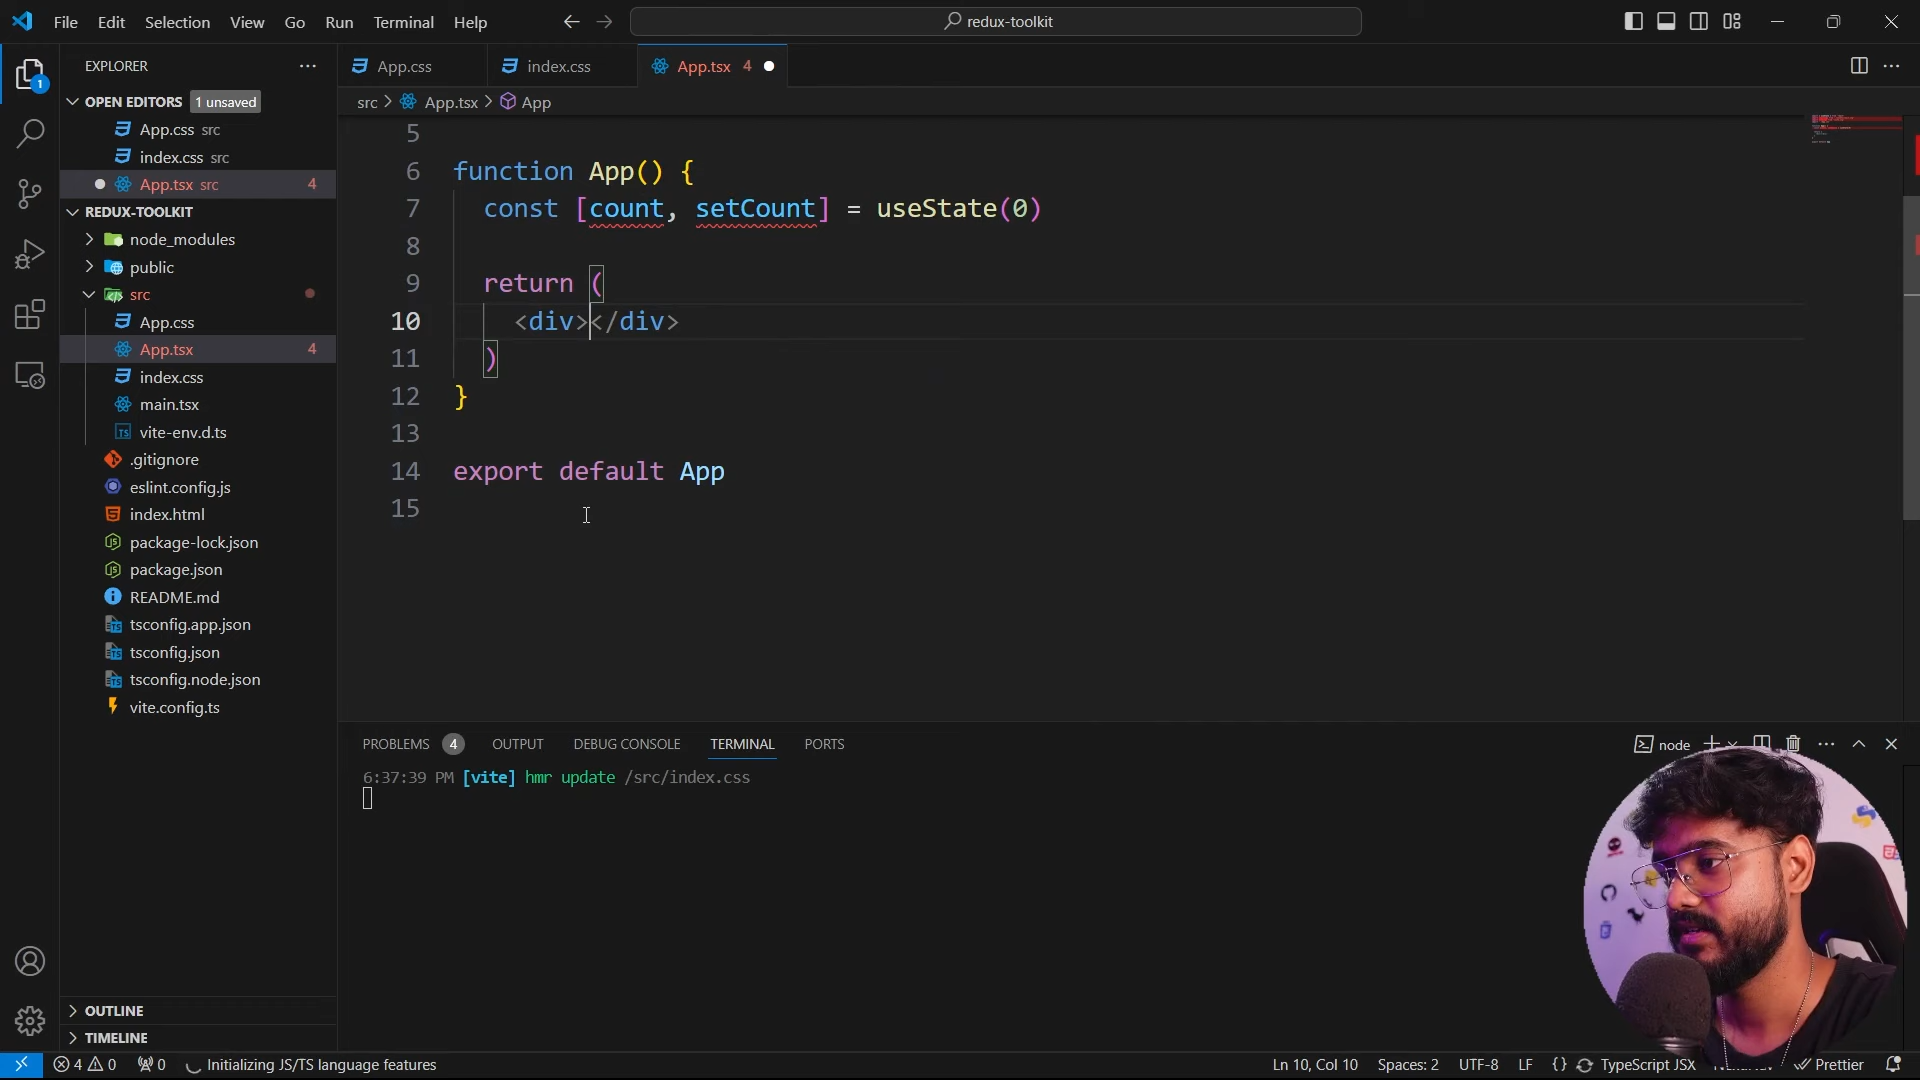 File Edit Selection View Go Run Terminal Help
redux-toolkit
EXPLORER
OPEN EDITORS 1 unsaved
App.css src
index.css src
App.tsx src 4
REDUX-TOOLKIT
node_modules
public
src
App.css
App.tsx 4
index.css
main.tsx
vite-env.d.ts
.gitignore
eslint.config.js
index.html
package-lock.json
package.json
README.md
tsconfig.app.json
tsconfig.json
tsconfig.node.json
vite.config.ts
OUTLINE
TIMELINE
App.css index.css App.tsx 4
src App.tsx App
5
6 function App() {
7 const [count, setCount] = useState(0)
8
9 return (
10 <div></div>
11 )
12 }
13
14 export default App
15
PROBLEMS 4 OUTPUT DEBUG CONSOLE TERMINAL PORTS
node
6:37:39 PM [vite] hmr update /src/index.css
4 0 0 Initializing JS/TS language features Ln 10, Col 10 Spaces: 2 UTF-8 LF {} TypeScript JSX Prettier